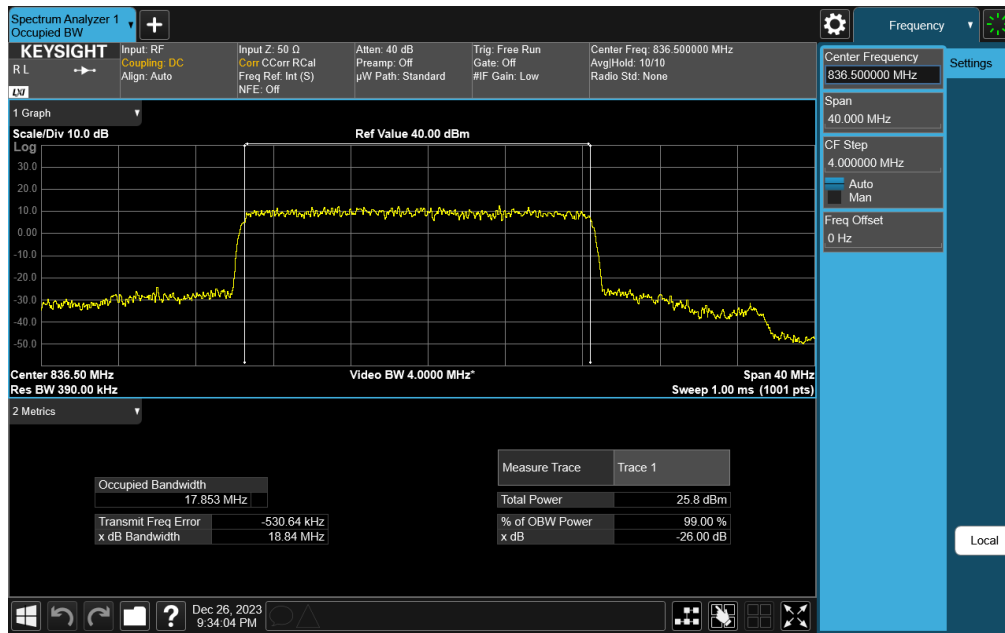 Spectrum Analyzer 1
Occupied BW
Frequency
KEYSIGHT
R L
LXI
Input: RF
Coupling: DC
Align: Auto
Input Z: 50 Ω
Corr CCorr RCal
Freq Ref: Int (S)
NFE: Off
Atten: 40 dB
Preamp: Off
µW Path: Standard
Trig: Free Run
Gate: Off
#IF Gain: Low
Center Freq: 836.500000 MHz
Avg|Hold: 10/10
Radio Std: None
Center Frequency
836.500000 MHz
Settings
Span
40.000 MHz
CF Step
4.000000 MHz
Auto
Man
Freq Offset
0 Hz
Local
1 Graph
Scale/Div 10.0 dB
Ref Value 40.00 dBm
Log
30.0
20.0
10.0
0.00
-10.0
-20.0
-30.0
-40.0
-50.0
Center 836.50 MHz
Video BW 4.0000 MHz*
Span 40 MHz
Res BW 390.00 kHz
Sweep 1.00 ms (1001 pts)
2 Metrics
Measure Trace
Trace 1
Occupied Bandwidth
17.853 MHz
Total Power
25.8 dBm
Transmit Freq Error
-530.64 kHz
% of OBW Power
99.00 %
x dB Bandwidth
18.84 MHz
x dB
-26.00 dB
?
Dec 26, 2023
9:34:04 PM